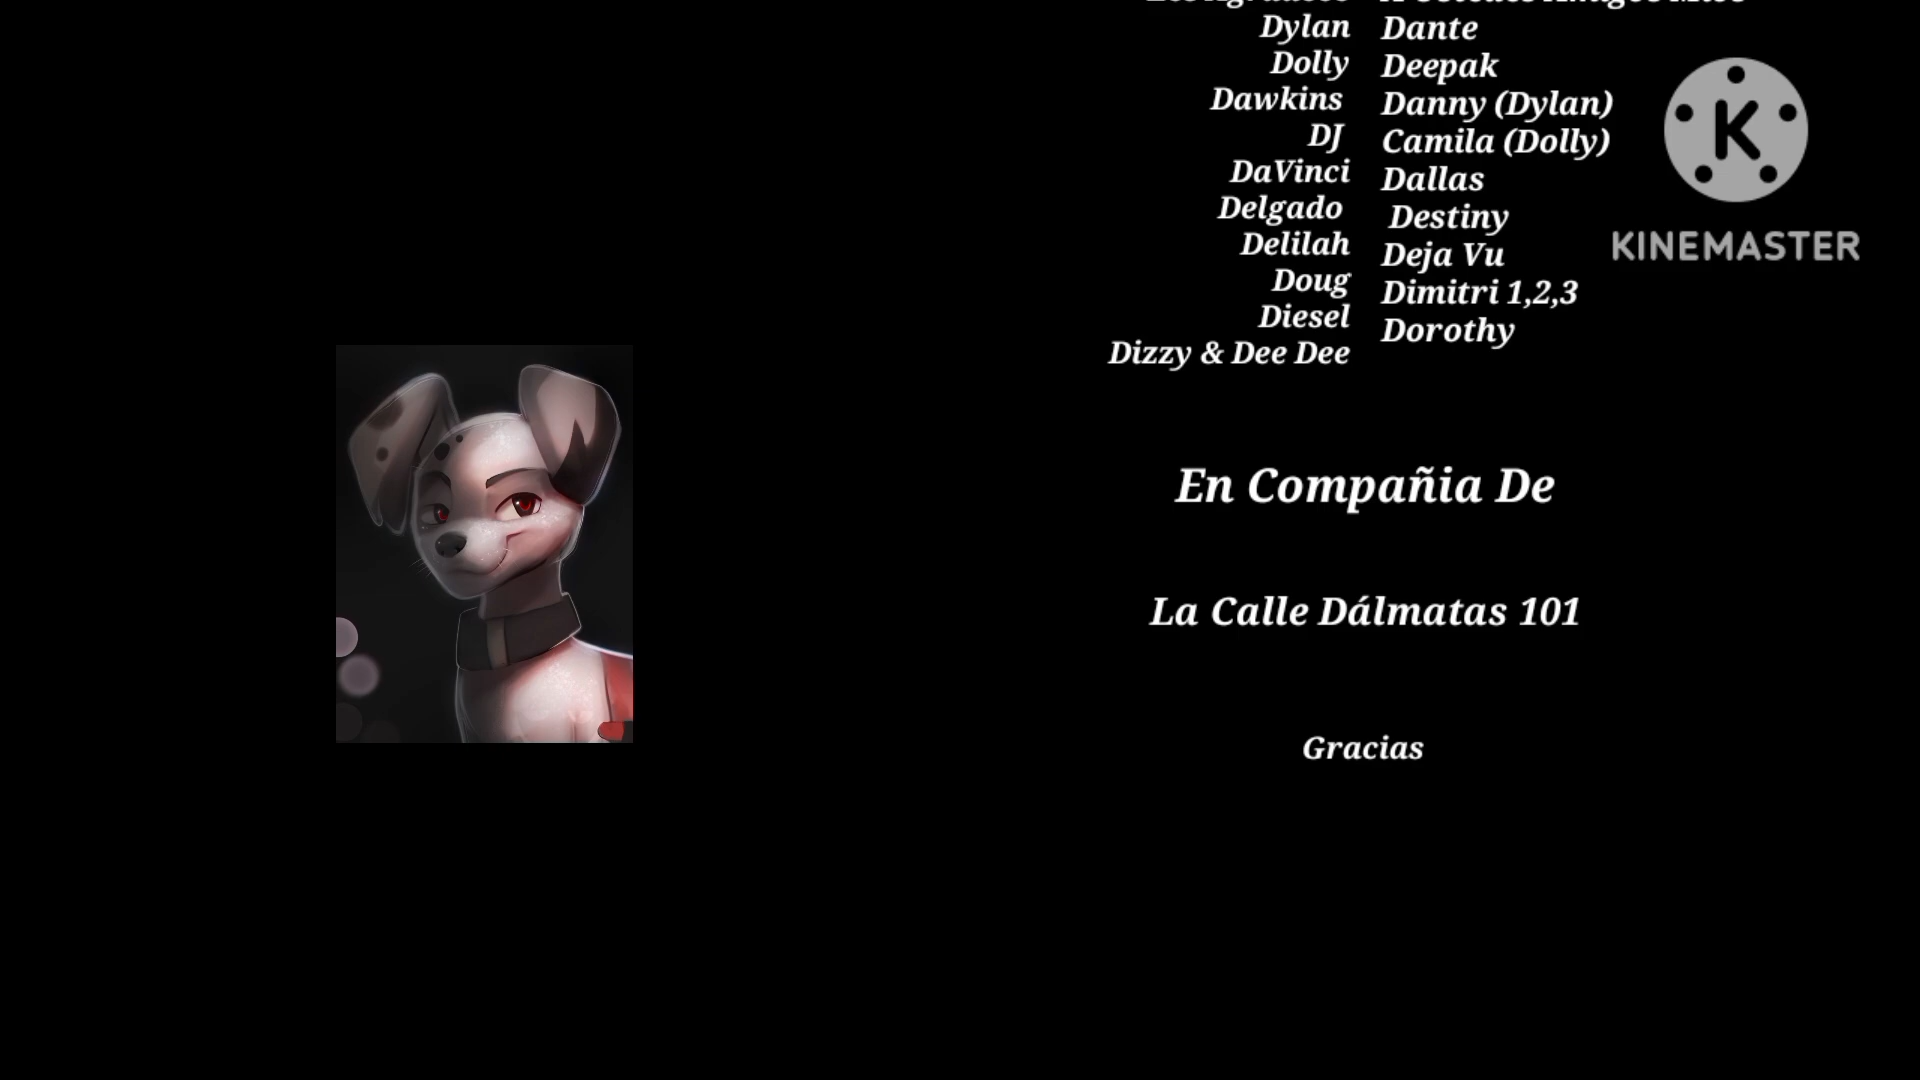 Dylan
Dolly
Dawkins
DJ
DaVinci
Delgado
Delilah
Doug
Diesel
Dizzy & Dee Dee
Dante
Deepak
Danny (Dylan)
Camila (Dolly)
Dallas
Destiny
Deja Vu
Dimitri 1,2,3
Dorothy
K
KINEMASTER
En Compañia De
La Calle Dálmatas 101
Gracias